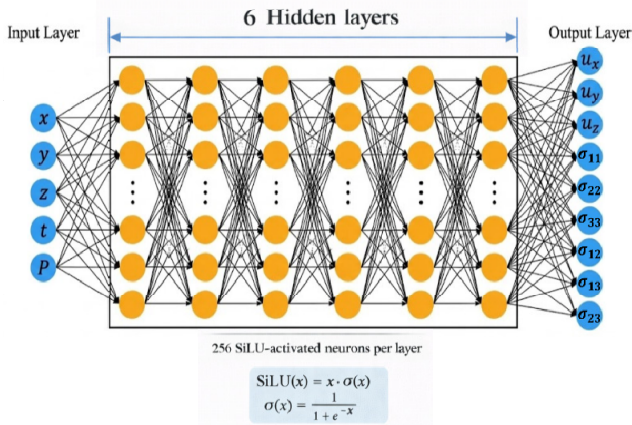 6 Hidden layers
Input Layer
Output Layer
x
y
z
t
P
u_x
u_y
u_z
σ_11
σ_22
σ_33
σ_12
σ_13
σ_23
256 SiLU-activated neurons per layer
SiLU(x) = x · σ(x)
σ(x) = 1 / (1 + e^-x)